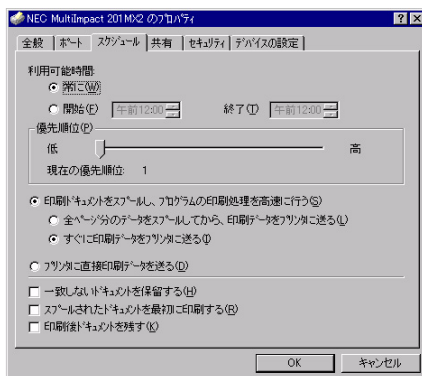 NEC MultiImpact 201MX2 のﾌﾟﾛﾊﾟﾃｨ
全般 ﾎﾟｰﾄ ｽｹｼﾞｭｰﾙ 共有 ｾｷｭﾘﾃｨ ﾃﾞﾊﾞｲｽの設定
利用可能時間:
常に(W)
開始(F) 午前12:00 終了(T) 午前12:00
優先順位(P)
低 高
現在の優先順位: 1
印刷ﾄﾞｷｭﾒﾝﾄをｽﾌﾟｰﾙし、ﾌﾟﾛｸﾞﾗﾑの印刷処理を高速に行う(S)
全ﾍﾟｰｼﾞ分のﾃﾞｰﾀをｽﾌﾟｰﾙしてから、印刷ﾃﾞｰﾀをﾌﾟﾘﾝﾀに送る(L)
すぐに印刷ﾃﾞｰﾀをﾌﾟﾘﾝﾀに送る(I)
ﾌﾟﾘﾝﾀに直接印刷ﾃﾞｰﾀを送る(D)
一致しないﾄﾞｷｭﾒﾝﾄを保留する(H)
ｽﾌﾟｰﾙされたﾄﾞｷｭﾒﾝﾄを最初に印刷する(R)
印刷後ﾄﾞｷｭﾒﾝﾄを残す(K)
OK ｷｬﾝｾﾙ